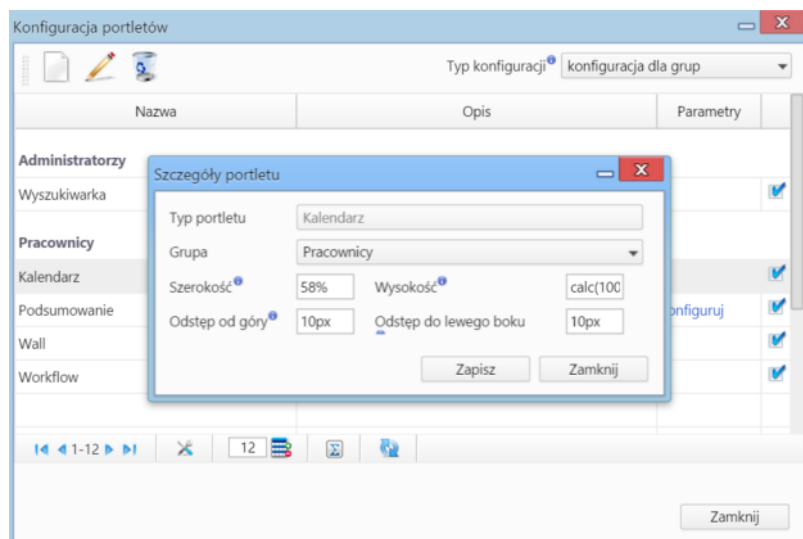 Konfiguracja portletów
Typ konfiguracji konfiguracja dla grup
Nazwa Opis Parametry
Administratorzy
Szczegóły portletu
Wyszukiwarka
Typ portletu Kalendarz
Pracownicy
Grupa Pracownicy
Kalendarz
Szerokość 58% Wysokość calc(100
Podsumowanie onfiguruj
Odstęp od góry 10px Odstęp do lewego boku 10px
Wall
Workflow
Zapisz Zamknij
1-12 12
Zamknij